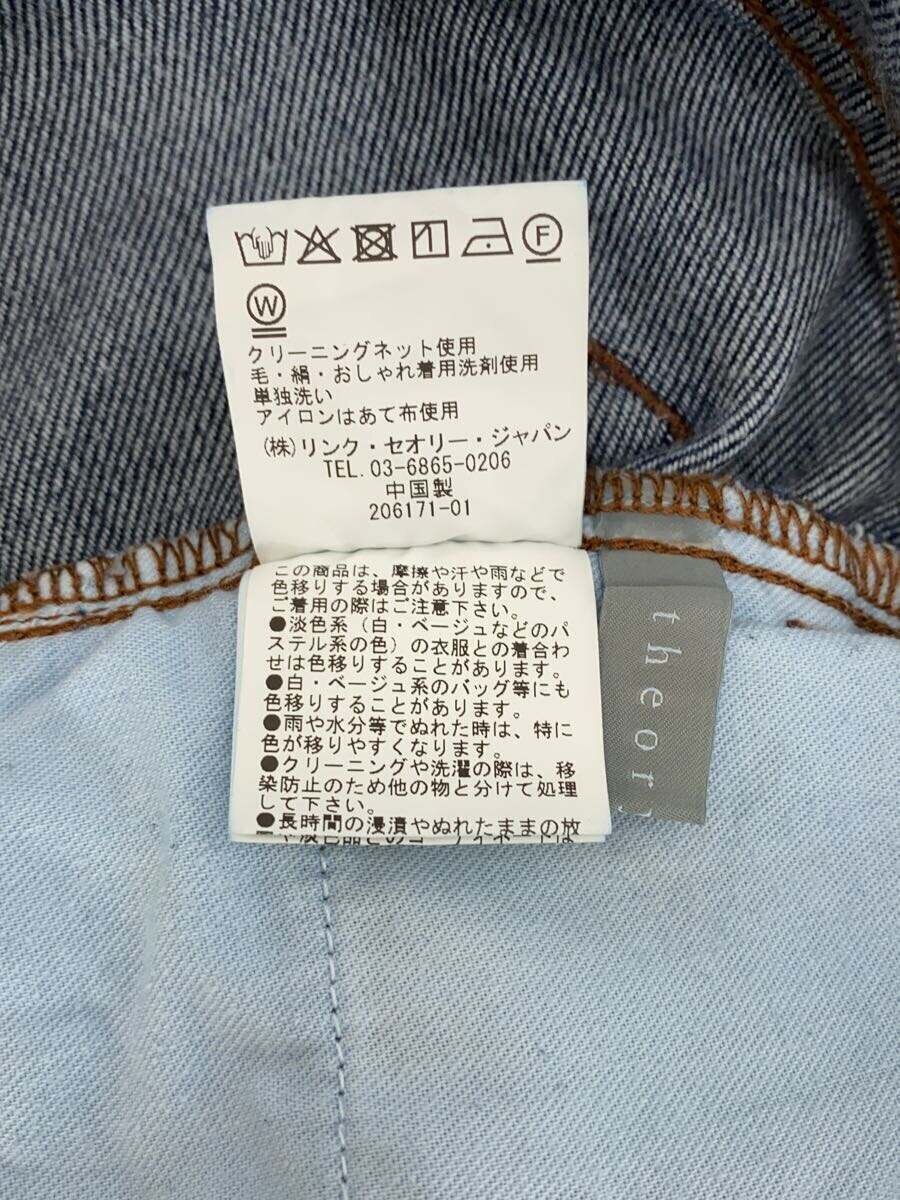 F
W
クリーニングネット使用
毛・絹・おしゃれ着用洗剤使用
単独洗い
アイロンはあて布使用
(株)リンク・セオリー・ジャパン
TEL.03-6865-0206
中国製
206171-01
この商品は、摩擦や汗や雨などで
色移りする場合がありますので、
ご着用の際はご注意下さい。
●淡色系(白・ベージュなどのパ
ステル系の色)の衣服との着合わ
せは色移りすることがあります。
●白・ベージュ系のバッグ等にも
色移りすることがあります。
●雨や水分等でぬれた時は、特に
色が移りやすくなります。
●クリーニングや洗濯の際は、移
染防止のため他の物と分けて処理
して下さい。
●長時間の浸漬やぬれたままの放
theory